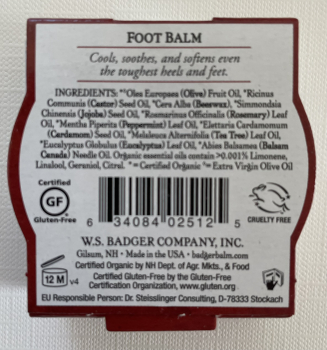 FOOT BALM
Cools, soothes, and softens even
the toughest heels and feet.
INGREDIENTS: *°Olea Europaea (Olive) Fruit Oil, *Ricinus
Communis (Castor) Seed Oil, *Cera Alba (Beeswax), *Simmondsia
Chinensis (Jojoba) Seed Oil, *Rosmarinus Officinalis (Rosemary) Leaf
Oil, *Mentha Piperita (Peppermint) Leaf Oil, *Elettaria Cardamomum
(Cardamom) Seed Oil, *Melaleuca Alternifolia (Tea Tree) Leaf Oil,
*Eucalyptus Globulus (Eucalyptus) Leaf Oil, *Abies Balsamea (Balsam
Canada) Needle Oil. Organic essential oils contain >0.001% Limonene,
Linalool, Geraniol, Citral. *=Certified Organic °=Extra Virgin Olive Oil
Certified
GF
Gluten-Free
6 34084 02512 5
CRUELTY FREE
W.S. BADGER COMPANY, INC.
Gilsum, NH • Made in the USA • badgerbalm.com
Certified Organic by NH Dept. of Agr. Mkts., & Food
Certified Gluten-Free by the Gluten-Free
Certification Organization, www.gluten.org
12 M v4
EU Responsible Person: Dr. Steisslinger Consulting, D-78333 Stockach